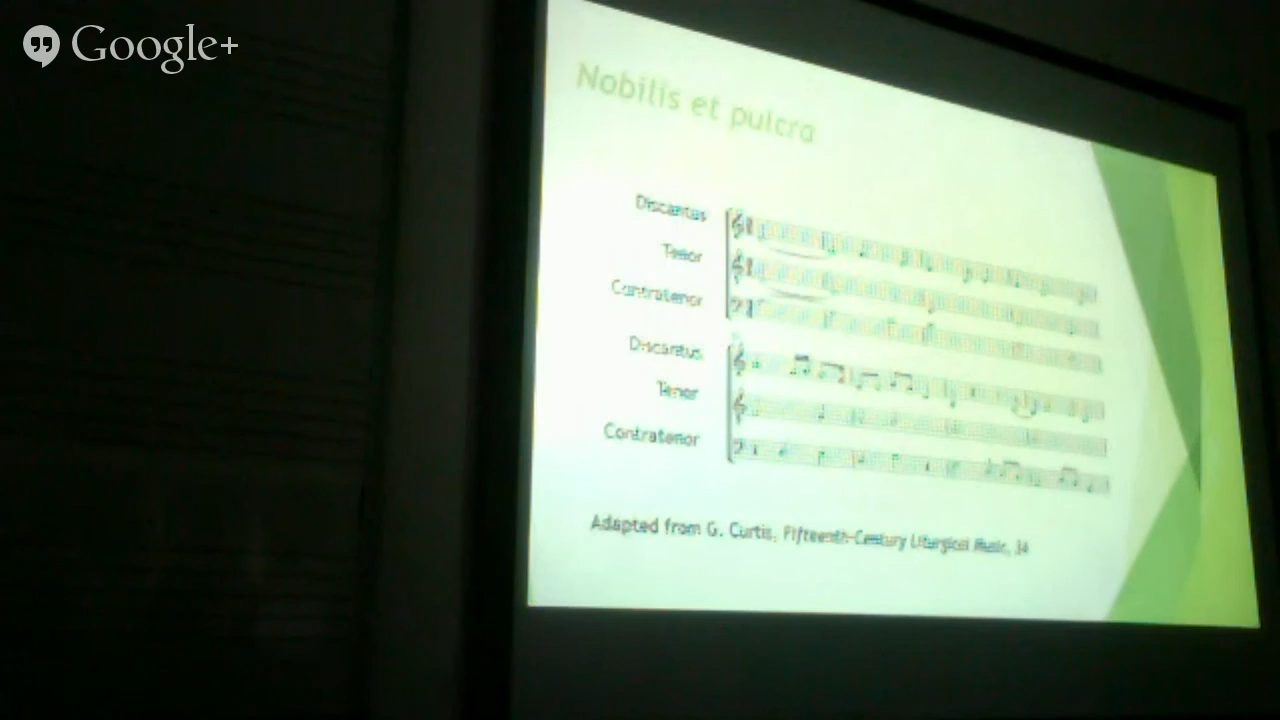 Google+
Nobilis et pulcra
Discantus
Tenor
Contratenor
Discantus
Tenor
Contratenor
Adapted from G. Curtis, Fifteenth-Century Liturgical Music, 34